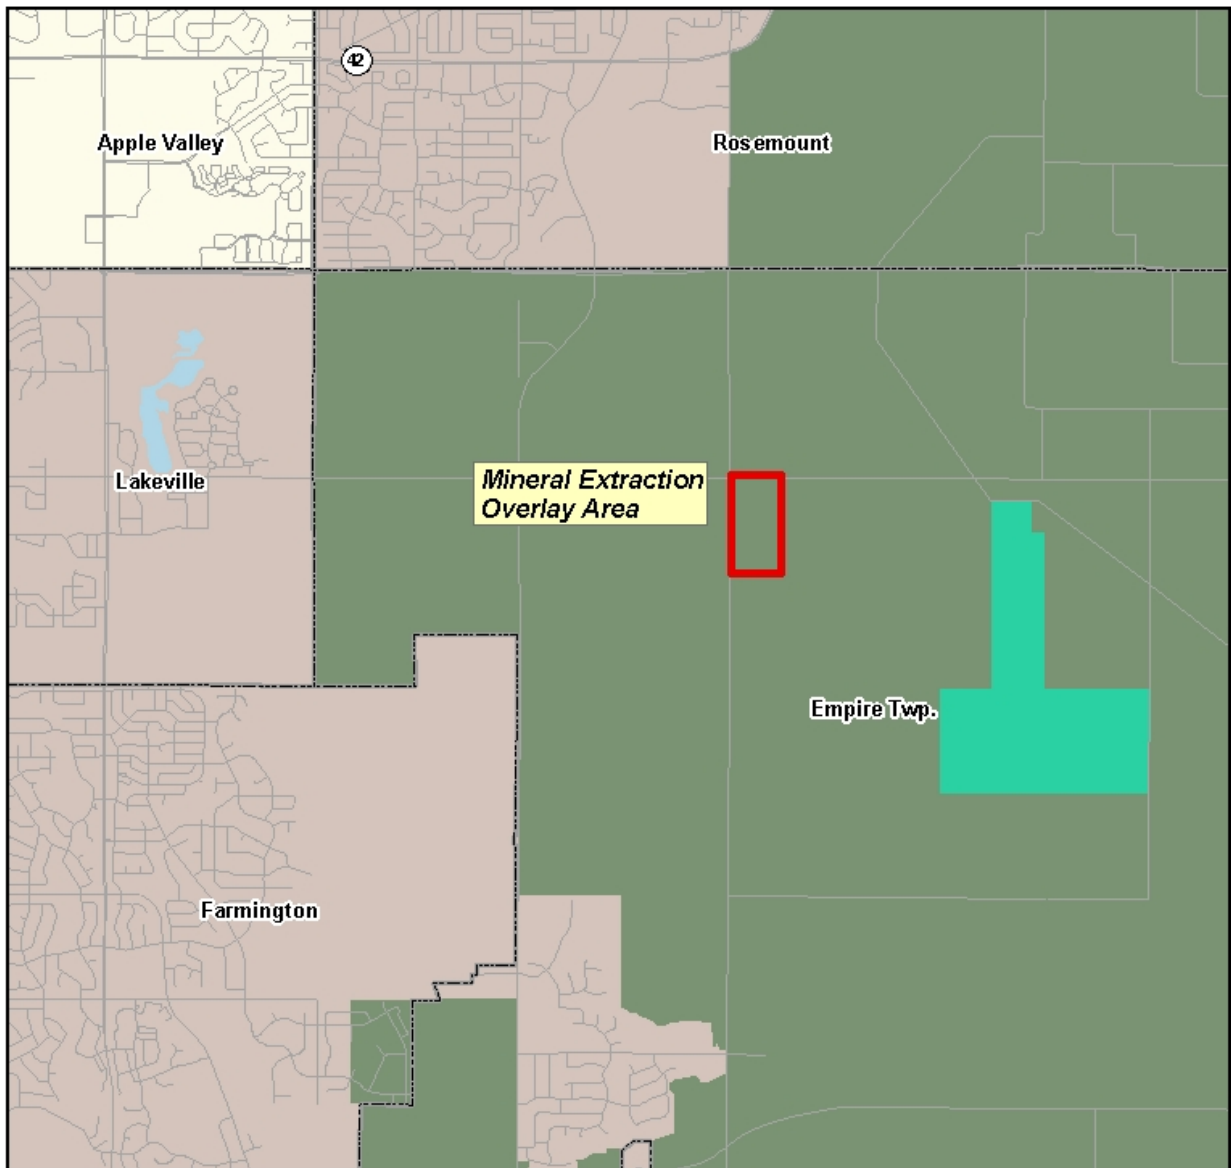 42
Apple Valley
Rosemount
Lakeville
Mineral Extraction
Overlay Area
Empire Twp.
Farmington